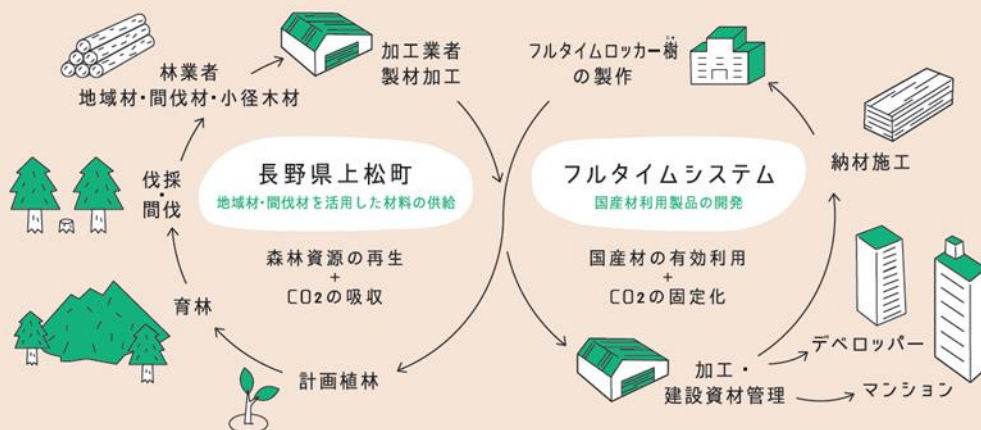 林業者
地域材・間伐材・小径木材
加工業者
製材加工
フルタイムロッカー樹
じゅ
の製作
納材施工
長野県上松町
地域材・間伐材を活用した材料の供給
フルタイムシステム
国産材利用製品の開発
伐採
・
間伐
森林資源の再生
+
CO2の吸収
国産材の有効利用
+
CO2の固定化
育林
計画植林
デベロッパー
加工・
建設資材管理
マンション